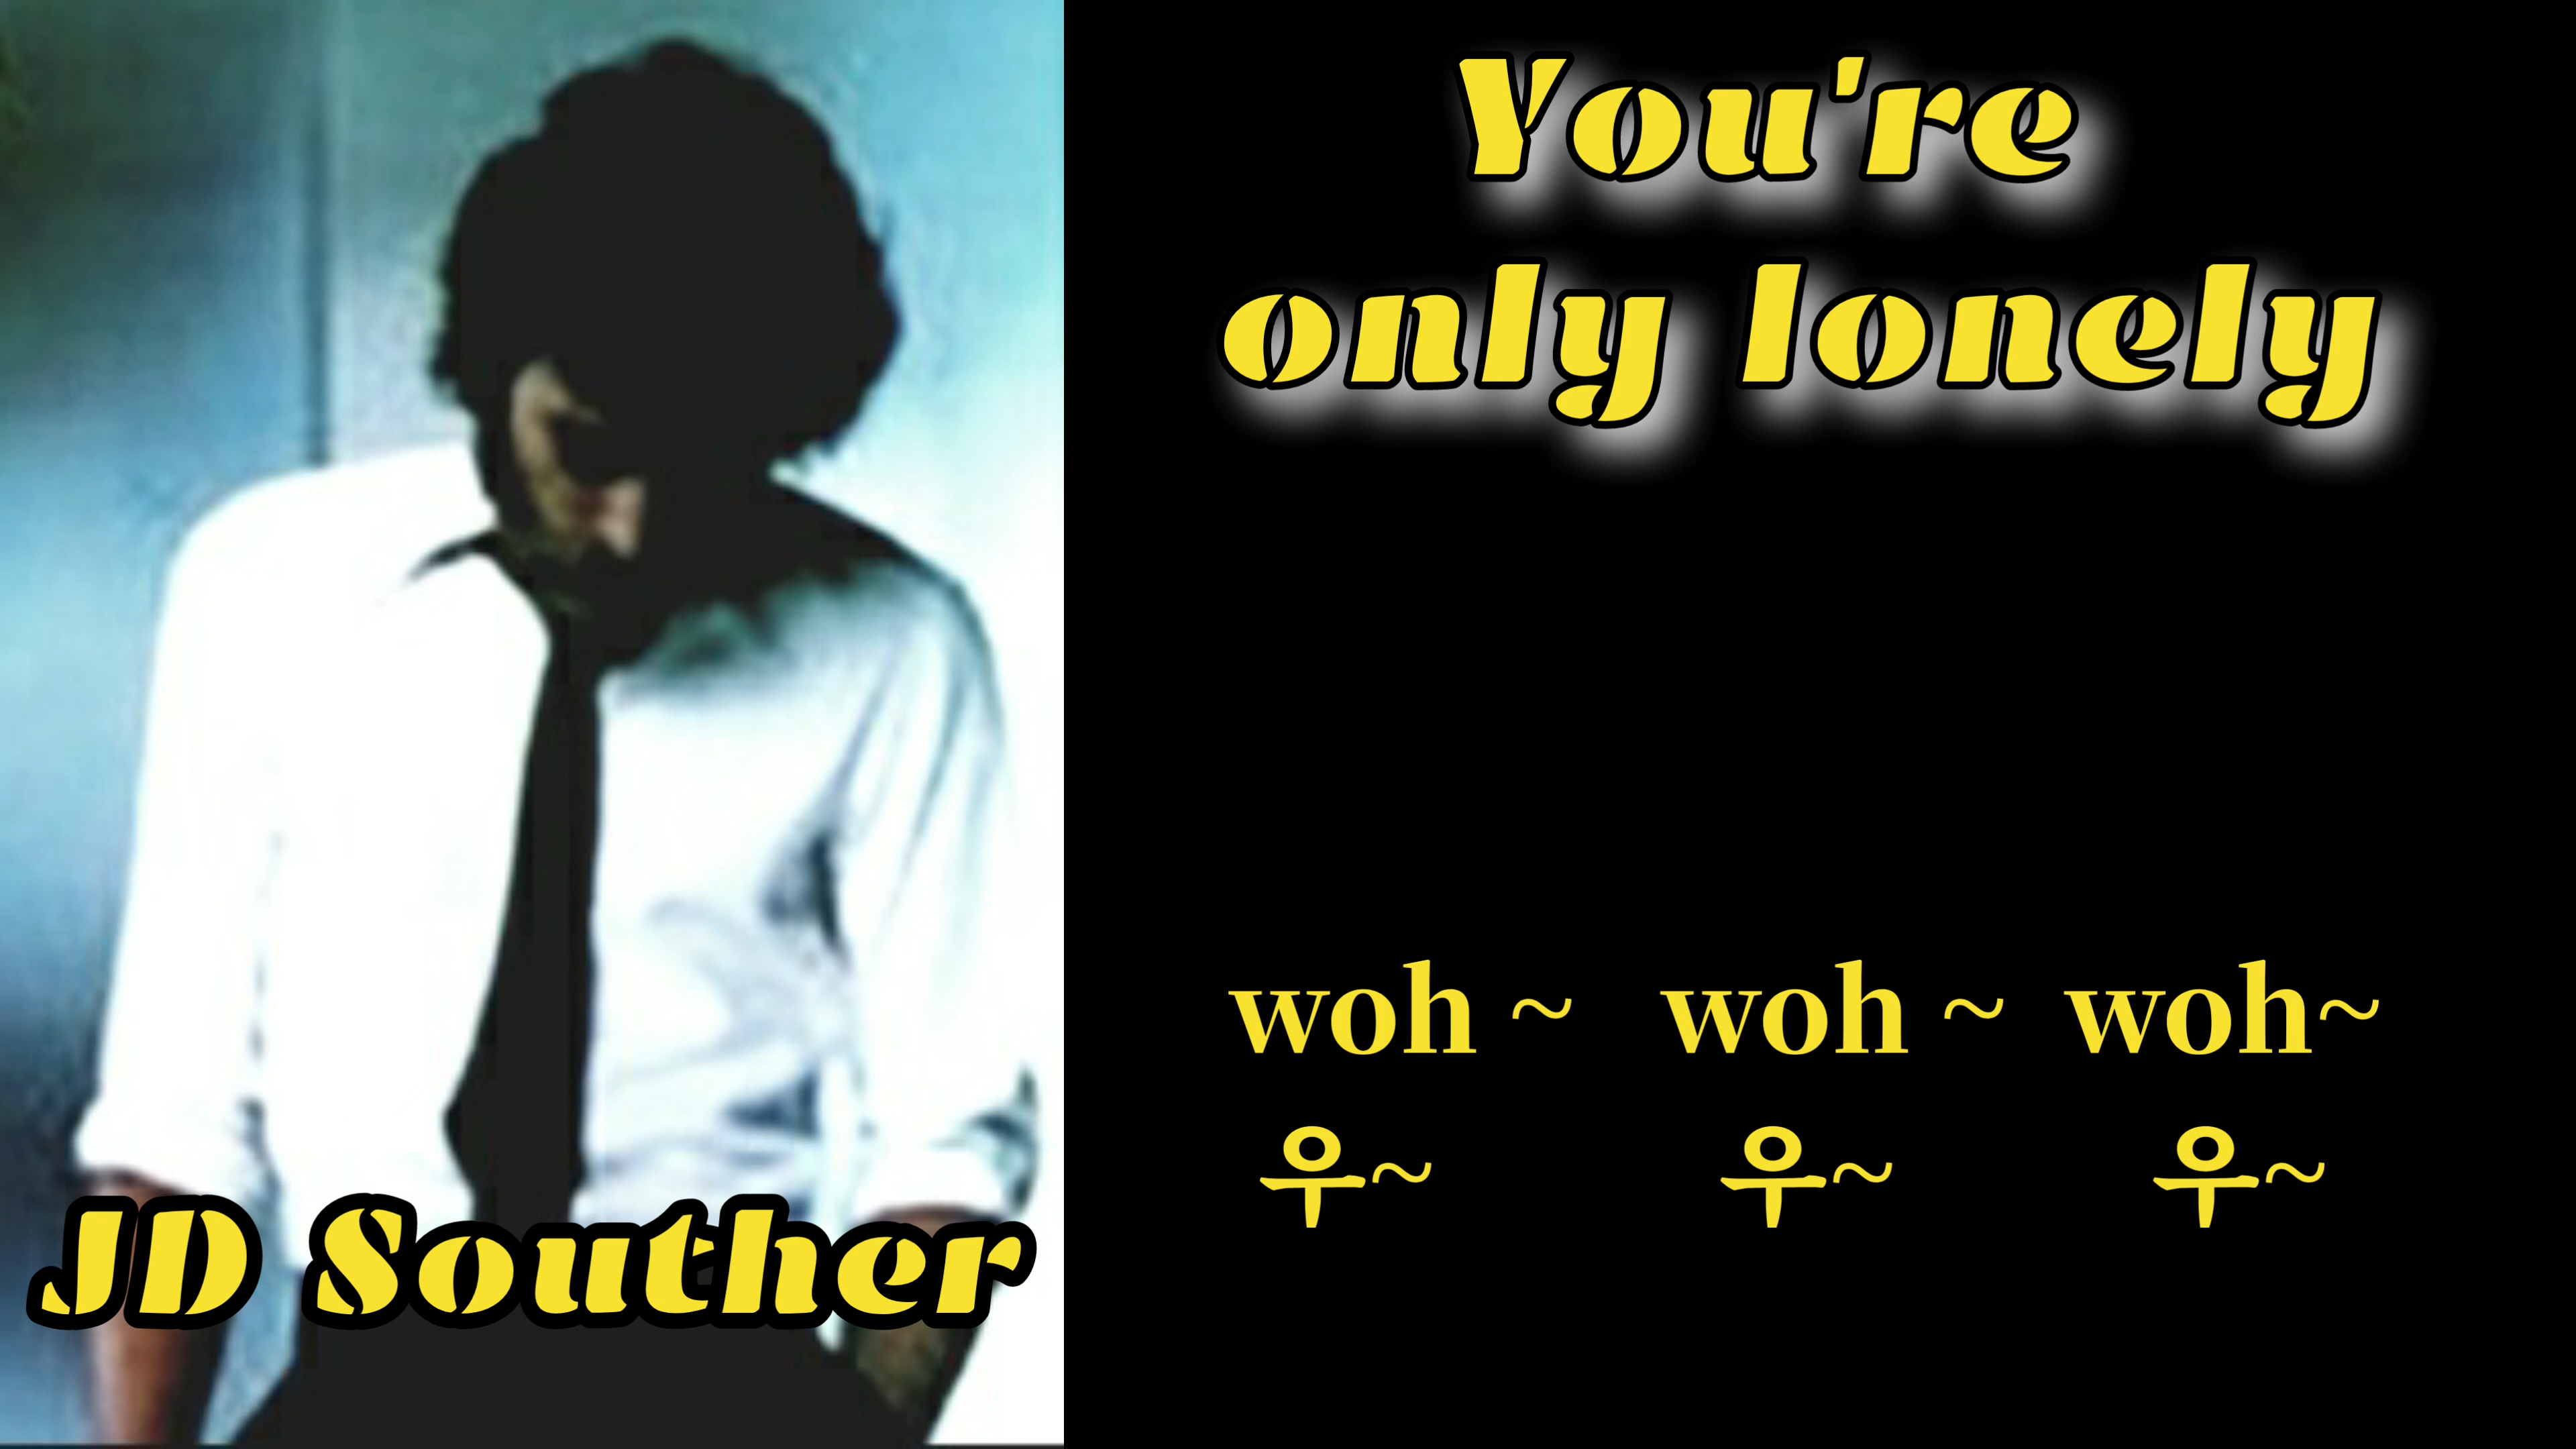 You're
only lonely
woh ~ woh ~ woh~
우~ 우~ 우~
JD Souther